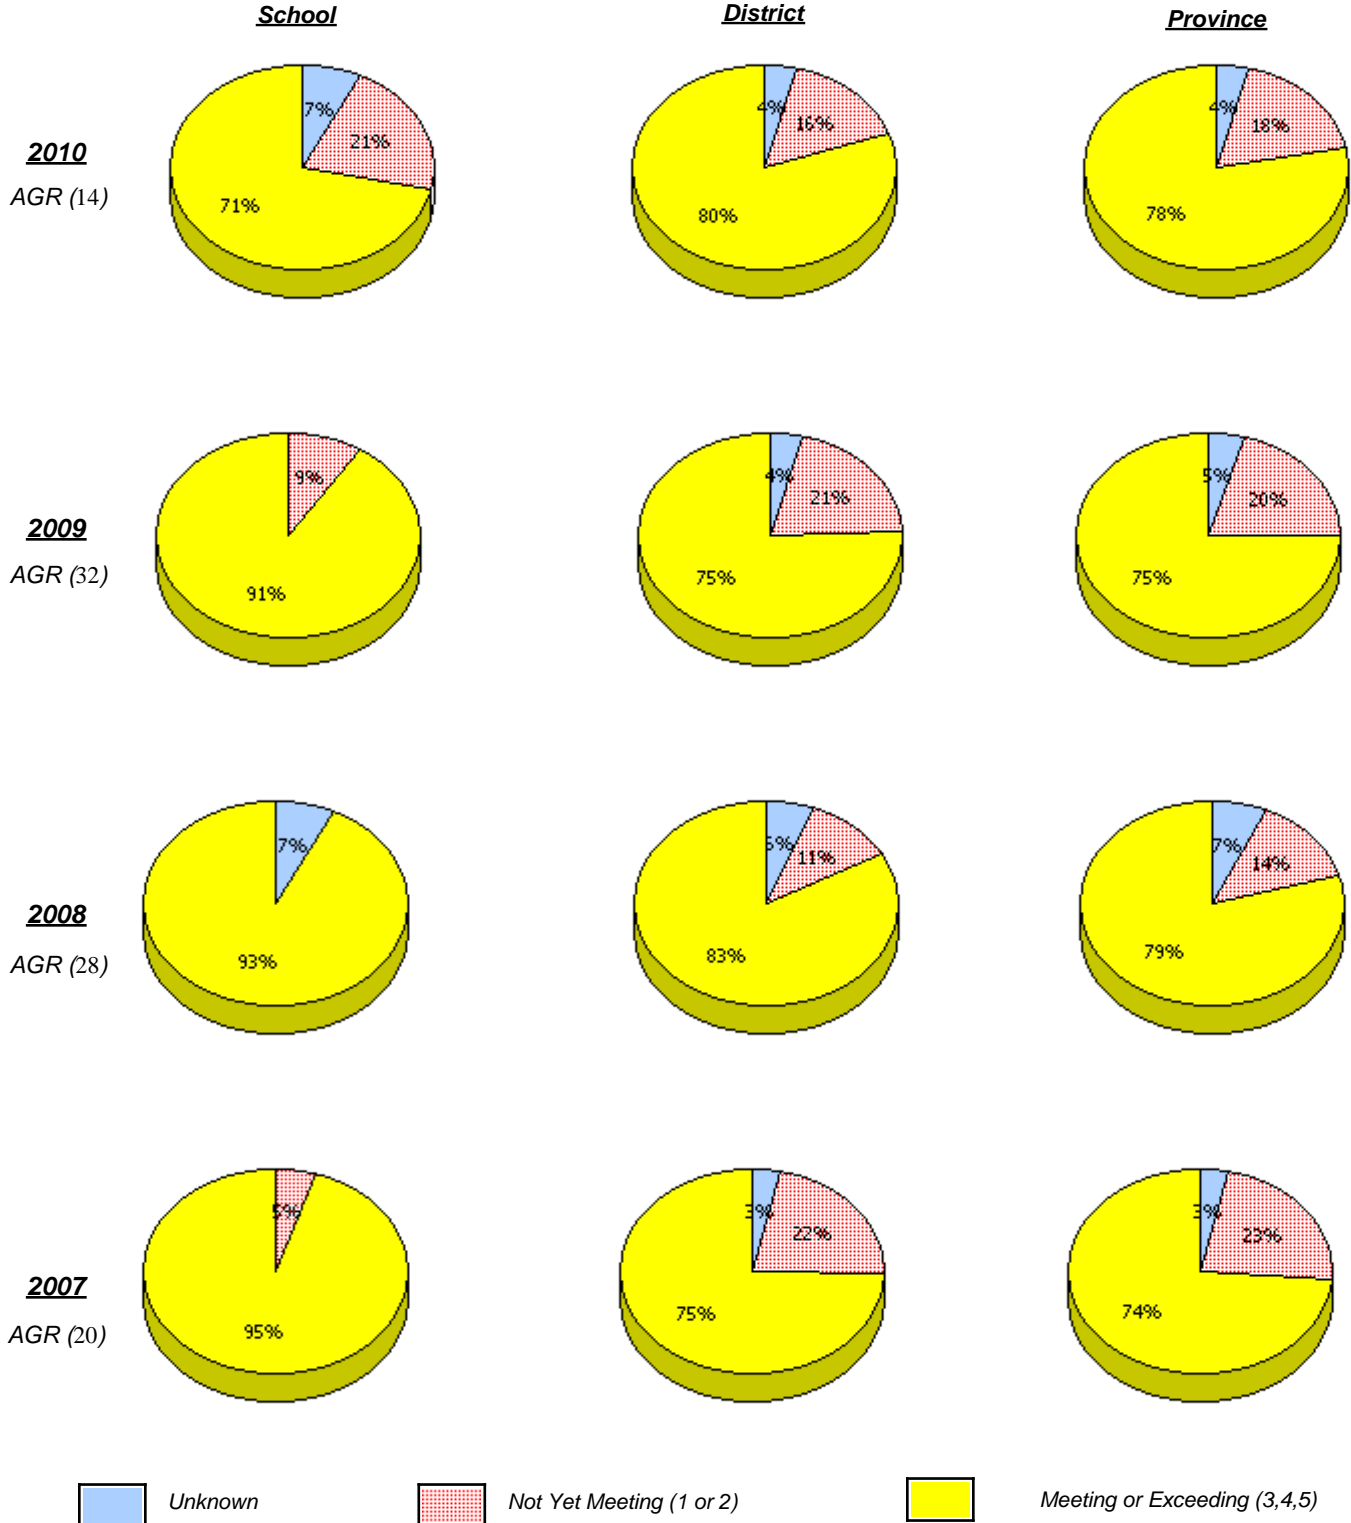 School District Province
7% 21% 71%
4% 16% 80%
4% 18% 78%
2010
AGR (14)
9% 91%
4% 21% 75%
5% 20% 75%
2009
AGR (32)
7% 93%
5% 11% 83%
7% 14% 79%
2008
AGR (28)
5% 95%
3% 22% 75%
3% 23% 74%
2007
AGR (20)
Unknown Not Yet Meeting (1 or 2) Meeting or Exceeding (3,4,5)